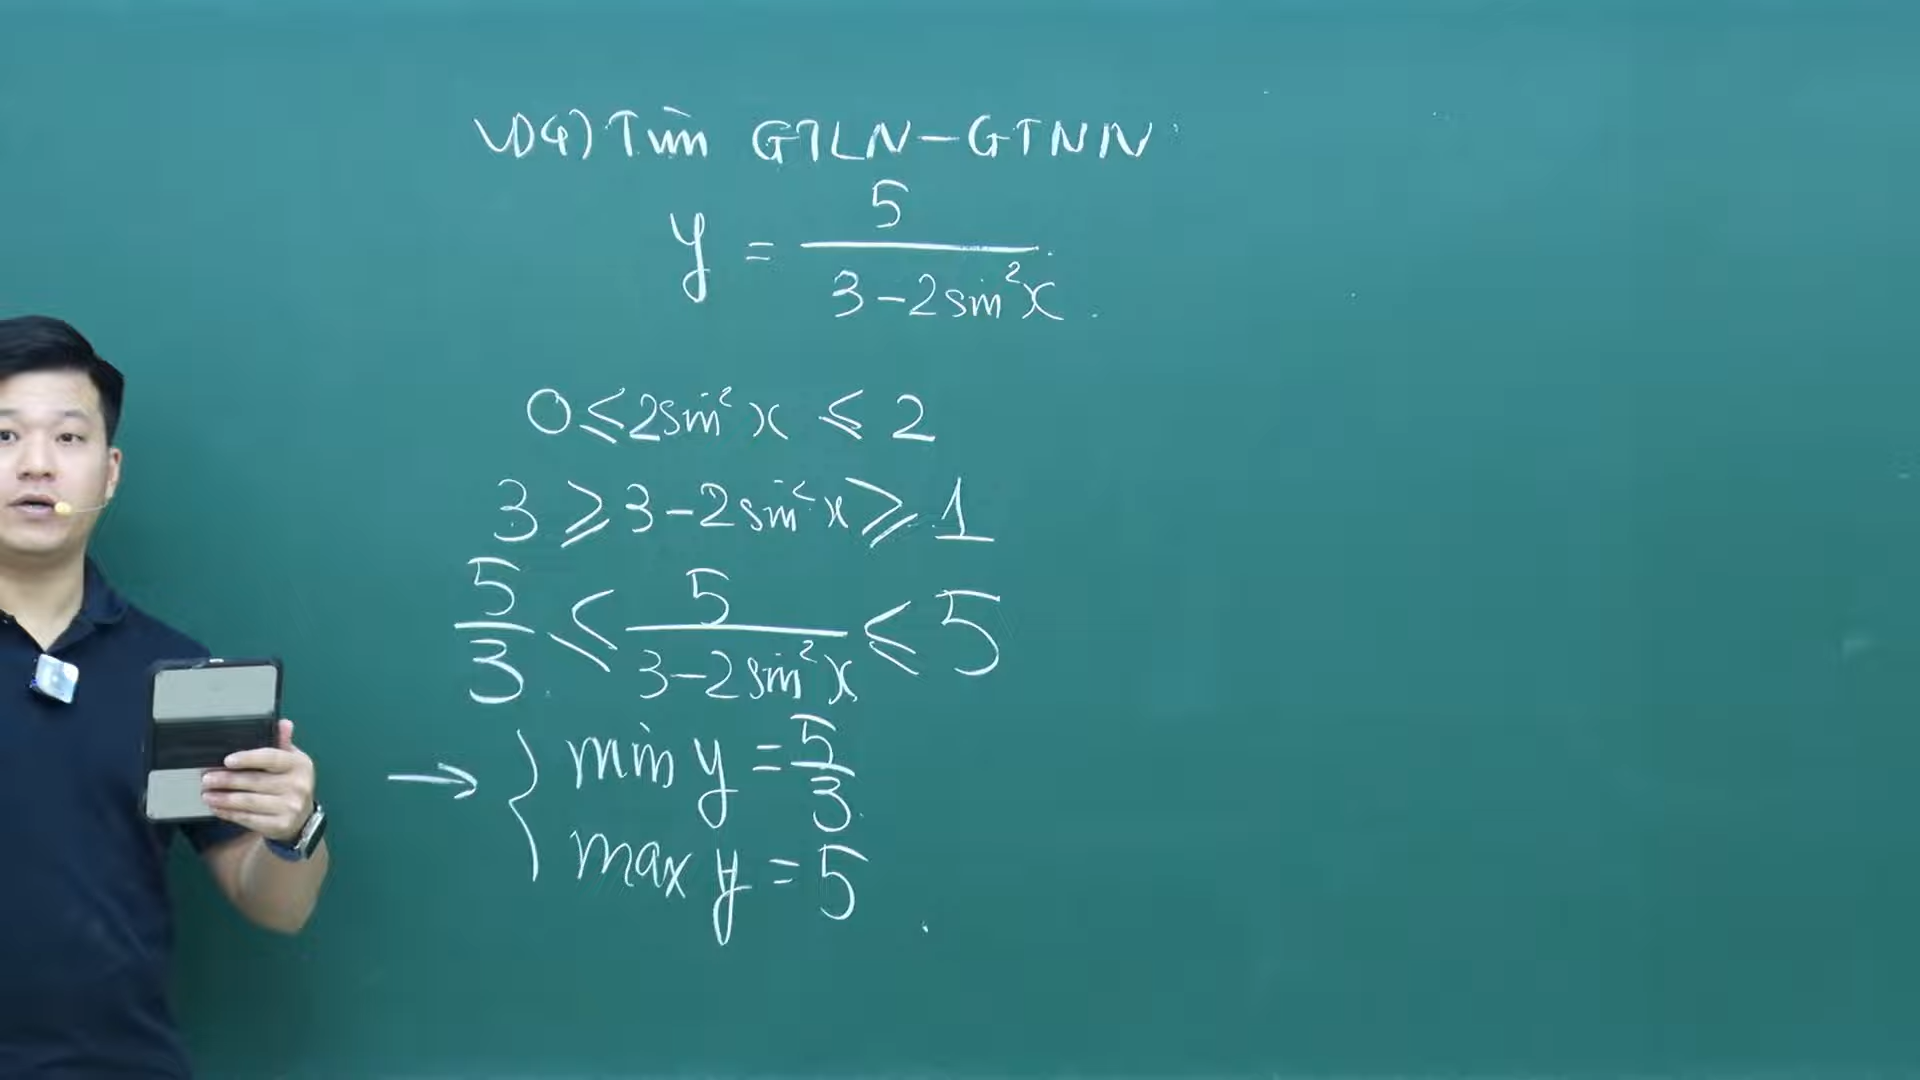 VD4) Tìm GTLN-GTNN
y = 5/(3-2sin²x)
0 ≤ 2sin²x ≤ 2
3 ≥ 3-2sin²x ≥ 1
5/3 ≤ 5/(3-2sin²x) ≤ 5
→ { min y = 5/3
max y = 5